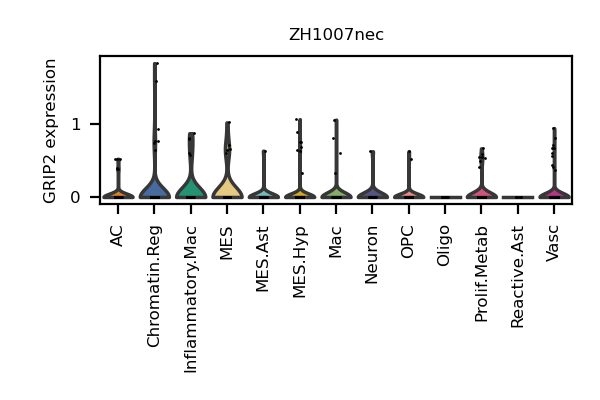 ZH1007nec
GRIP2 expression
1
0
AC
Chromatin.Reg
Inflammatory.Mac
MES
MES.Ast
MES.Hyp
Mac
Neuron
OPC
Oligo
Prolif.Metab
Reactive.Ast
Vasc